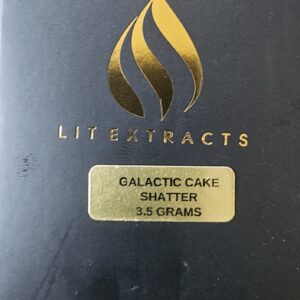 LIT EXTRACTS
GALACTIC CAKE
SHATTER
3.5 GRAMS